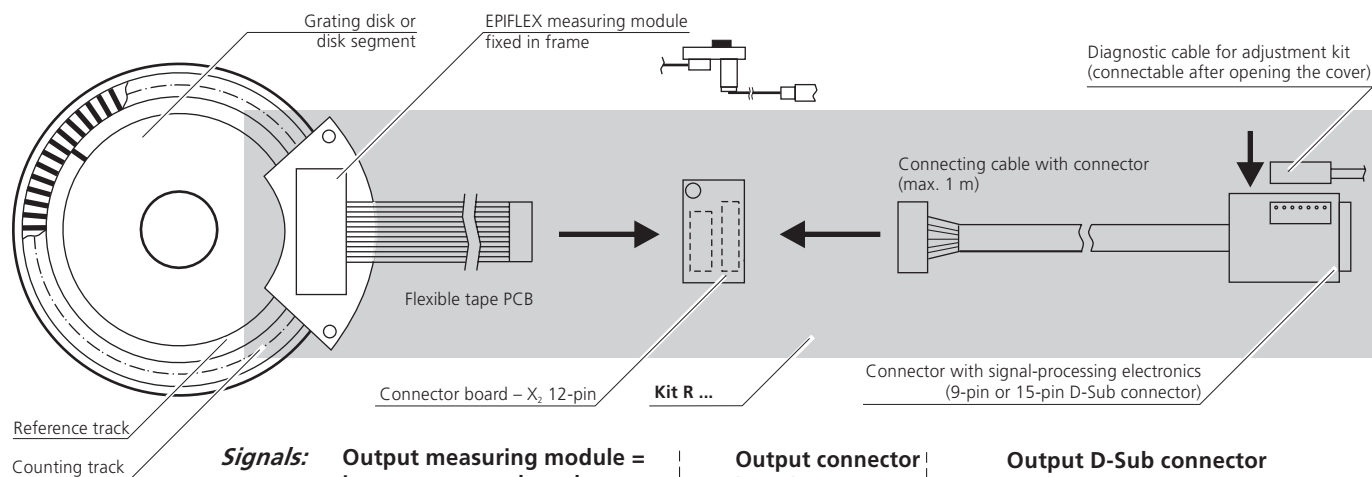 Grating disk or
disk segment
EPIFLEX measuring module
fixed in frame
Diagnostic cable for adjustment kit
(connectable after opening the cover)
Connecting cable with connector
(max. 1 m)
Flexible tape PCB
Connector board – X₂ 12-pin
Kit R ...
Connector with signal-processing electronics
(9-pin or 15-pin D-Sub connector)
Reference track
Counting track
Signals: Output measuring module = Output connector Output D-Sub connector